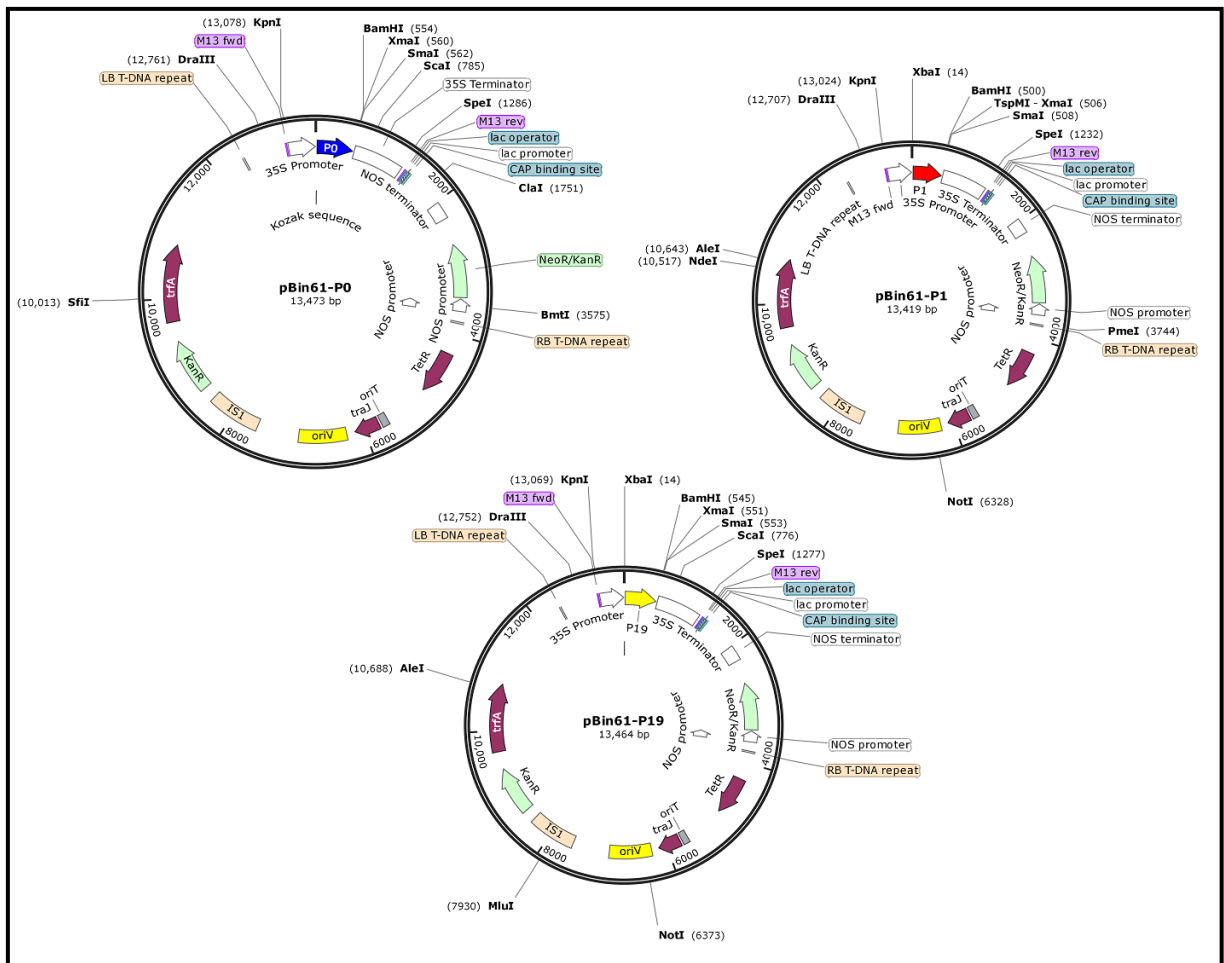 (13,078) KpnI
M13 fwd
(12,761) DraIII
LB T-DNA repeat
BamHI (554)
XmaI (560)
SmaI (562)
ScaI (785)
35S Terminator
SpeI (1286)
M13 rev
lac operator
lac promoter
CAP binding site
ClaI (1751)
P0
35S Promoter
NOS terminator
Kozak sequence
2000
12,000
NeoR/KanR
trfA
(10,013) SfiI
10,000
pBin61-P0
13,473 bp
NOS promoter
NOS promoter
BmtI (3575)
4000
RB T-DNA repeat
TetR
KanR
IS1
8000
oriV
oriT
traJ
6000
XbaI (14)
(13,024) KpnI
(12,707) DraIII
BamHI (500)
TspMI - XmaI (506)
SmaI (508)
SpeI (1232)
M13 rev
lac operator
lac promoter
CAP binding site
NOS terminator
P1
35S Promoter
35S Terminator
M13 fwd
LB T-DNA repeat
2000
12,000
(10,643) AleI
(10,517) NdeI
trfA
10,000
pBin61-P1
13,419 bp
NOS promoter
NeoR/KanR
NOS promoter
PmeI (3744)
4000
RB T-DNA repeat
TetR
KanR
IS1
8000
oriV
oriT
traJ
6000
NotI (6328)
(13,069) KpnI
M13 fwd
(12,752) DraIII
LB T-DNA repeat
XbaI (14)
BamHI (545)
XmaI (551)
SmaI (553)
ScaI (776)
SpeI (1277)
M13 rev
lac operator
lac promoter
CAP binding site
NOS terminator
35S Promoter
P19
35S Terminator
2000
12,000
(10,688) AleI
trfA
10,000
pBin61-P19
13,464 bp
NOS promoter
NeoR/KanR
NOS promoter
4000
RB T-DNA repeat
TetR
KanR
IS1
8000
oriV
oriT
traJ
6000
(7930) MluI
NotI (6373)